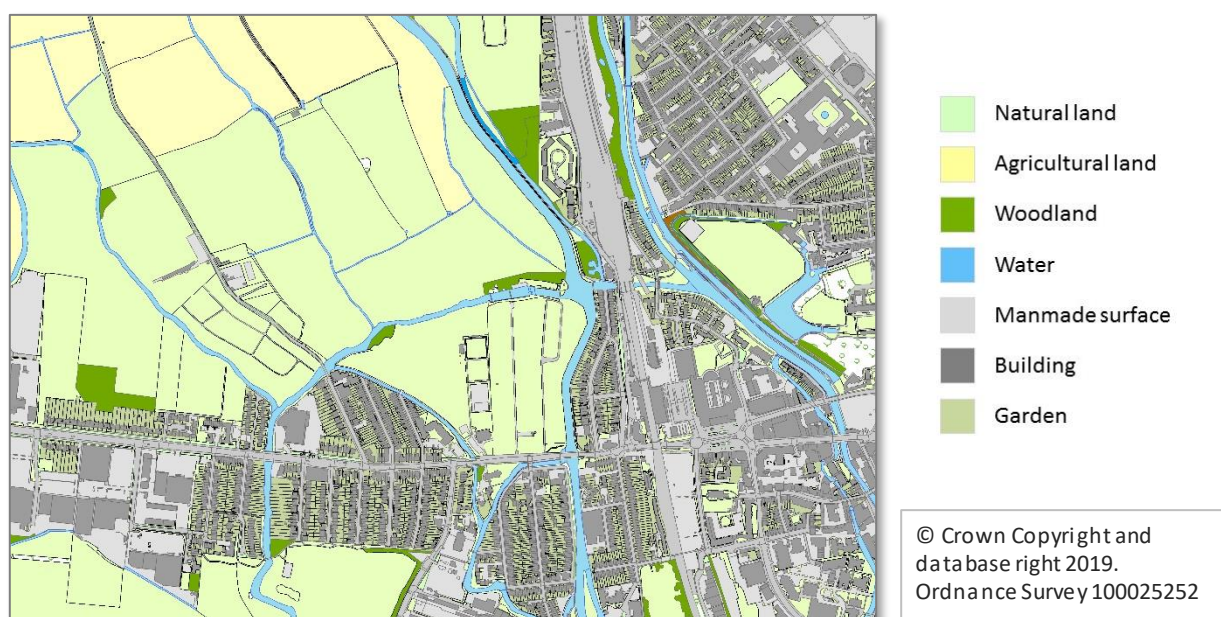 Natural land
Agricultural land
Woodland
Water
Manmade surface
Building
Garden
© Crown Copyright and
database right 2019.
Ordnance Survey 100025252